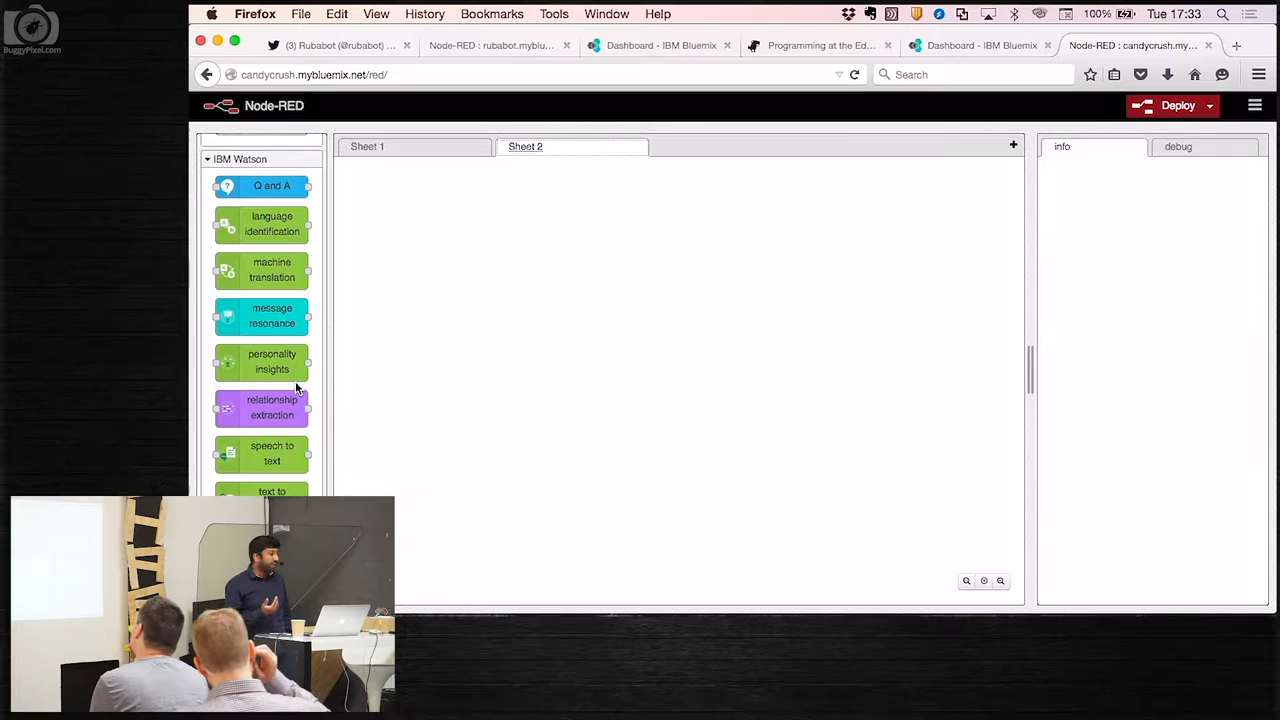 BuggyPixel.com
Firefox File Edit View History Bookmarks Tools Window Help 100% Tue 17:33
(3) rubabot (@rubabot) Node-RED : rubabot.myblu... Dashboard - IBM Bluemix Programming at the Ed... Dashboard - IBM Bluemix Node-RED : candycrush.my...
candycrush.mybluemix.net/red/ Search
Node-RED Deploy
Sheet 1 Sheet 2 info debug
IBM Watson
Q and A
language
identification
machine
translation
message
resonance
personality
insights
relationship
extraction
speech to
text
text to